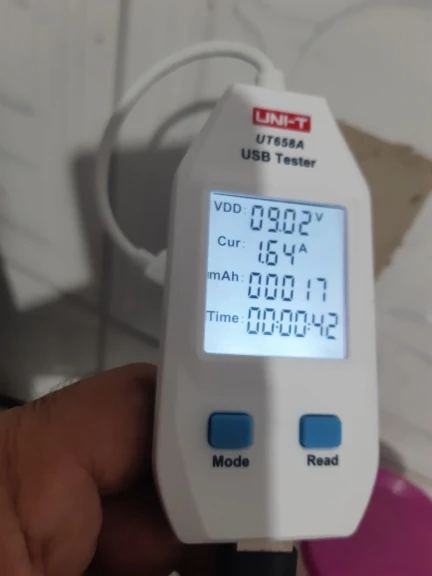 UNI-T
UT658A
USB Tester
VDD: 09.02 V
Cur: 1.64 A
mAh: 00017
Time: 00:00:42
Mode Read